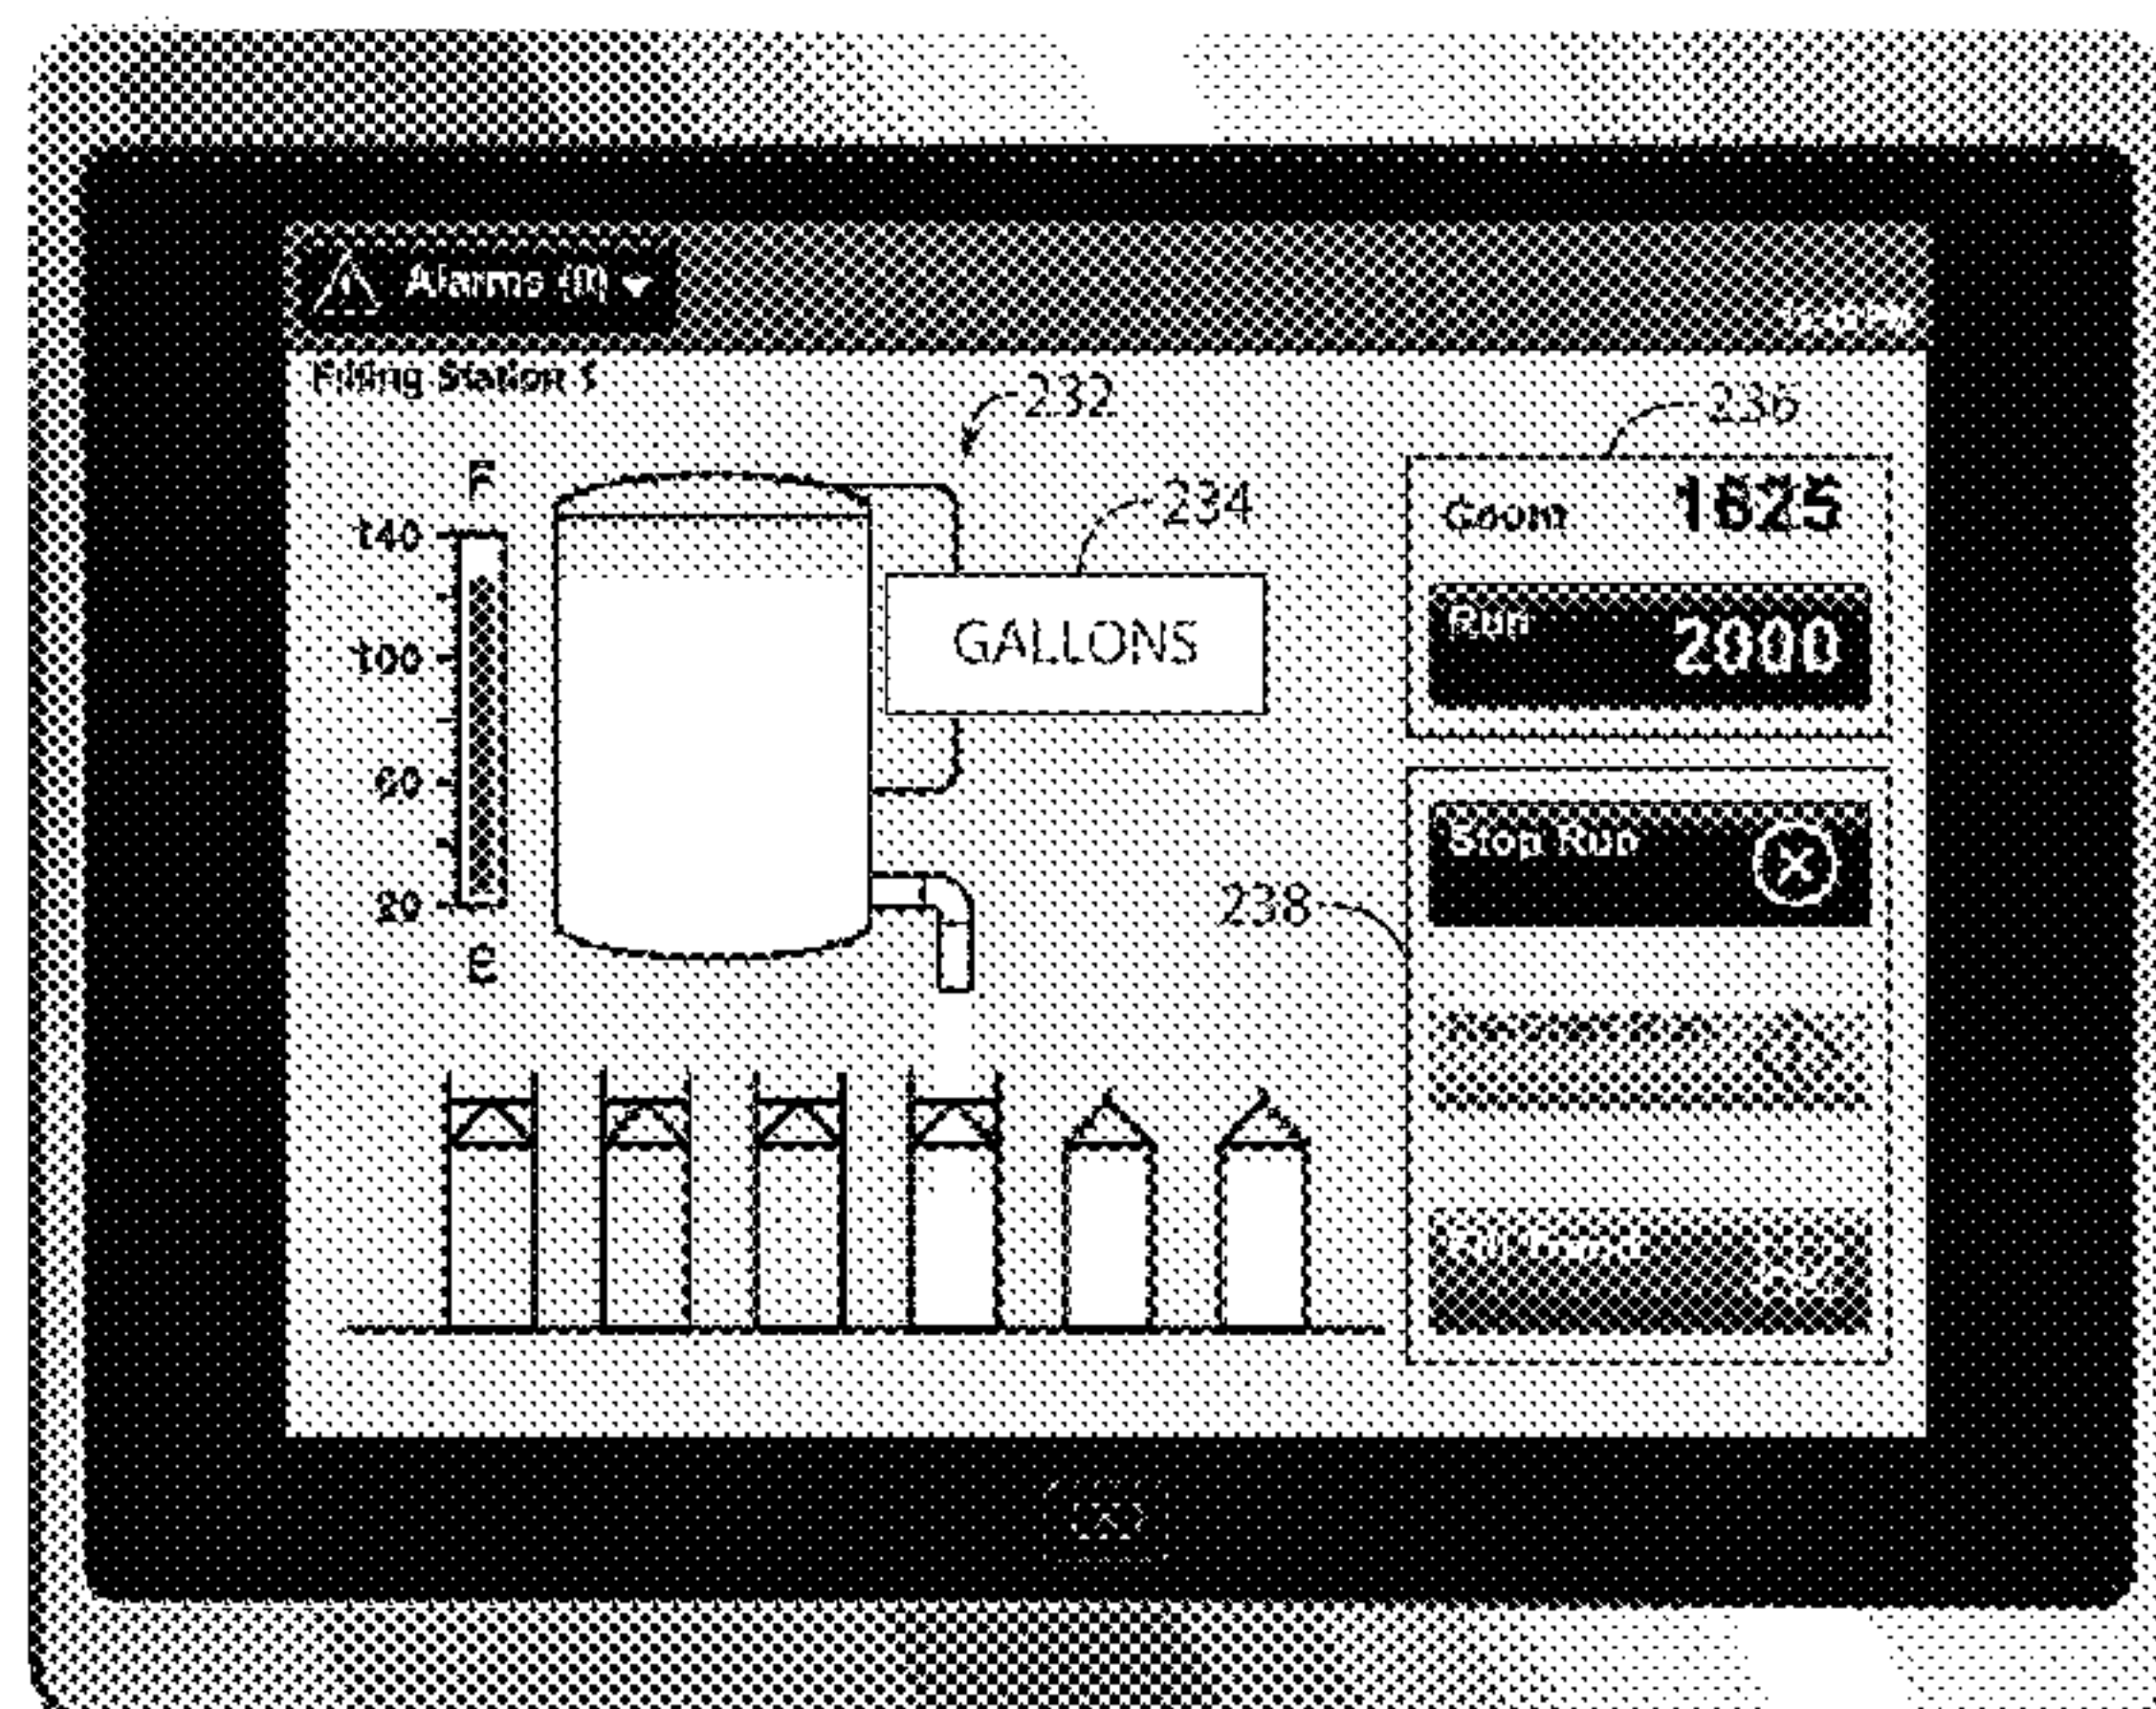 Alarms (0)
Filling Station
232
236
F
234
140
Count 1625
GALLONS
Run 2000
100
60
Stop Run
238
20
e